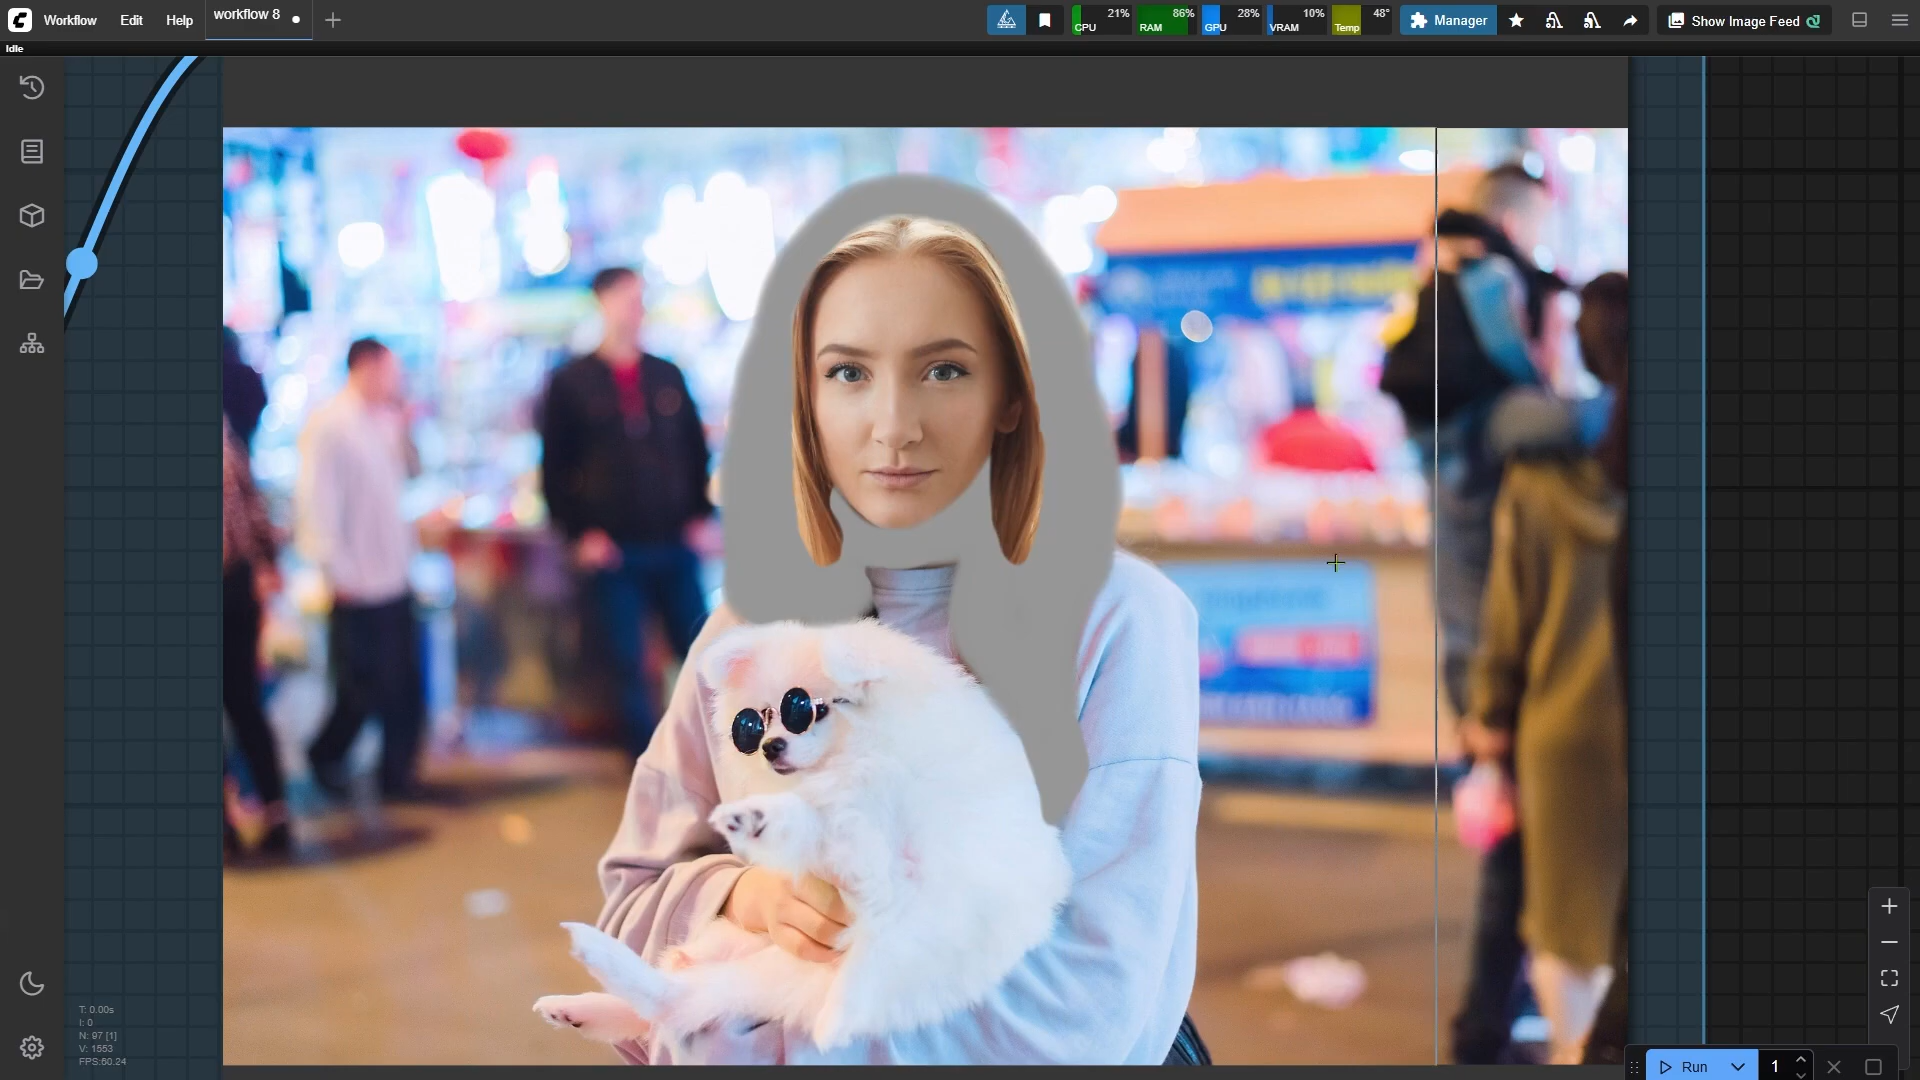 Workflow Edit Help workflow 8
21% CPU 86% RAM 28% GPU 10% VRAM 48° Temp Manager Show Image Feed
Idle
T: 0.00s
I: 0
N: 97 [1]
V: 1553
FPS:60.24
Run 1